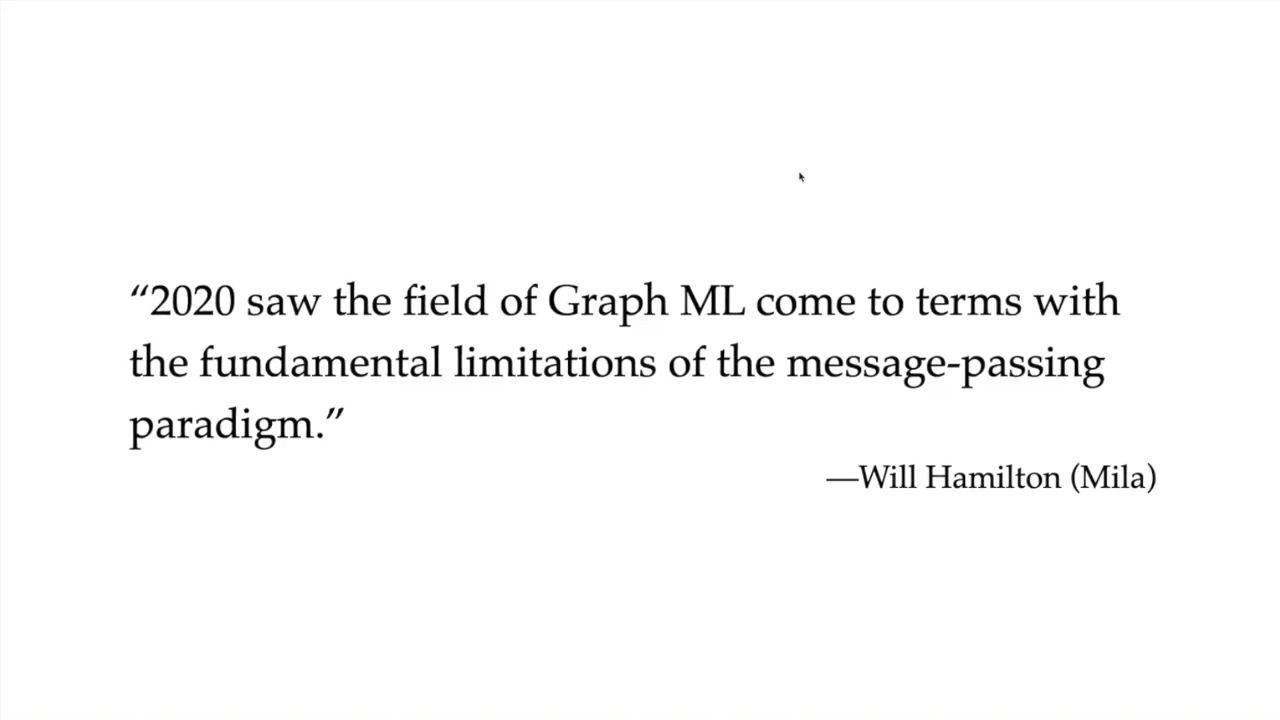 “2020 saw the field of Graph ML come to terms with
the fundamental limitations of the message-passing
paradigm.”
—Will Hamilton (Mila)